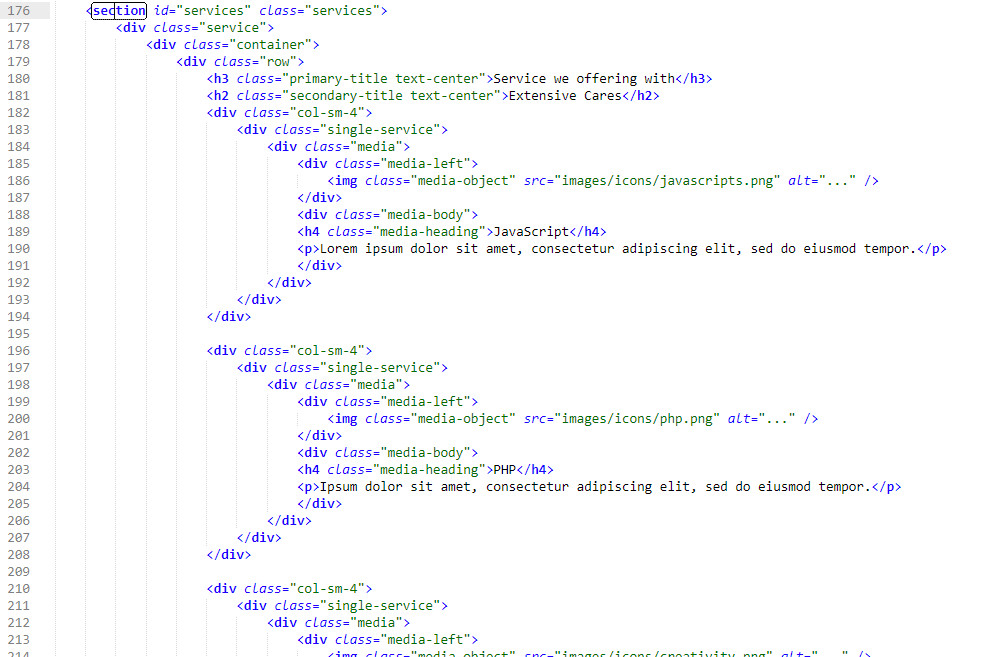 176 <section id="services" class="services">
177 <div class="service">
178 <div class="container">
179 <div class="row">
180 <h3 class="primary-title text-center">Service we offering with</h3>
181 <h2 class="secondary-title text-center">Extensive Cares</h2>
182 <div class="col-sm-4">
183 <div class="single-service">
184 <div class="media">
185 <div class="media-left">
186 <img class="media-object" src="images/icons/javascripts.png" alt="..." />
187 </div>
188 <div class="media-body">
189 <h4 class="media-heading">JavaScript</h4>
190 <p>Lorem ipsum dolor sit amet, consectetur adipiscing elit, sed do eiusmod tempor.</p>
191 </div>
192 </div>
193 </div>
194 </div>
195
196 <div class="col-sm-4">
197 <div class="single-service">
198 <div class="media">
199 <div class="media-left">
200 <img class="media-object" src="images/icons/php.png" alt="..." />
201 </div>
202 <div class="media-body">
203 <h4 class="media-heading">PHP</h4>
204 <p>Ipsum dolor sit amet, consectetur adipiscing elit, sed do eiusmod tempor.</p>
205 </div>
206 </div>
207 </div>
208 </div>
209
210 <div class="col-sm-4">
211 <div class="single-service">
212 <div class="media">
213 <div class="media-left">
214 <img class="media-object" src="images/icons/creativity.png" alt="..." />